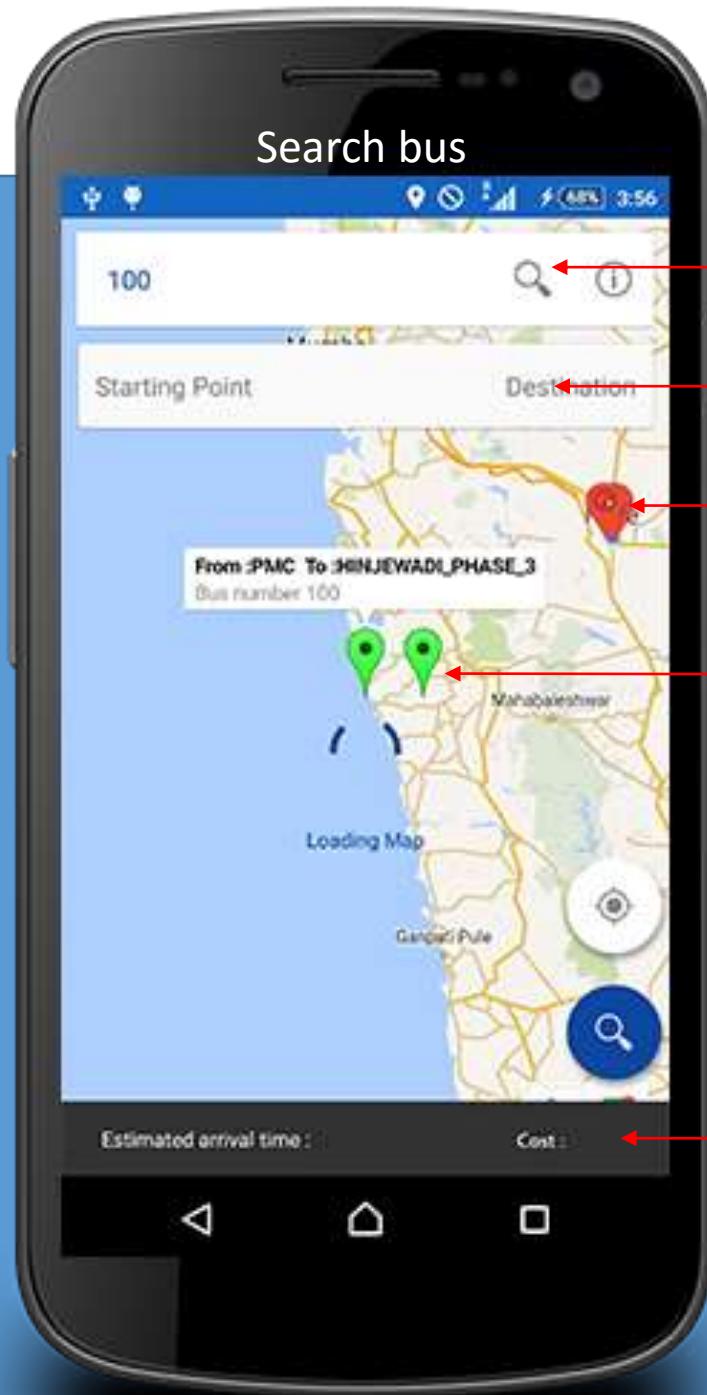 Search bus
68% 3:56
100
Starting Point Destination
From :PMC To :HINJEWADI_PHASE_3
Bus number 100
Mahabaleshwar
Loading Map
Ganpati Pule
Estimated arrival time : Cost :